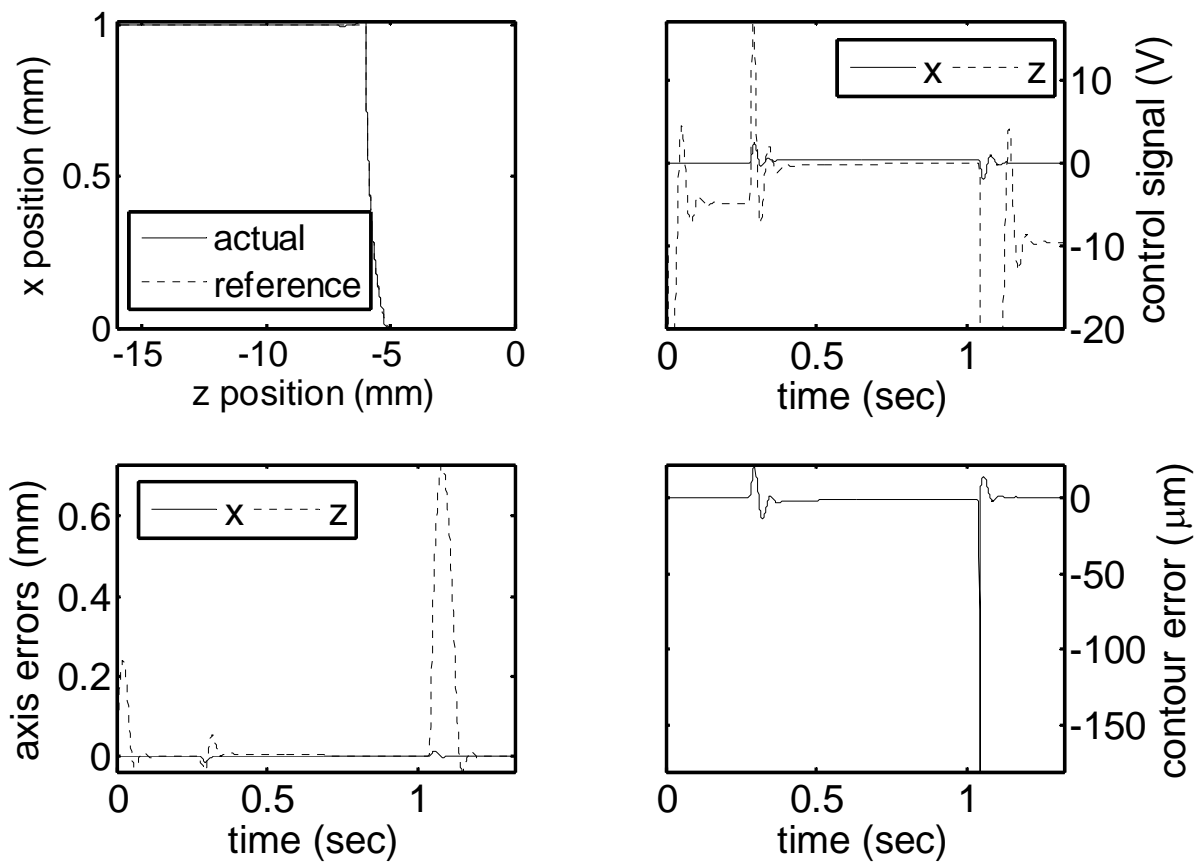 x position (mm)
1
0.5
0
actual
reference
-15
-10
-5
0
z position (mm)
x
z
10
0
-10
-20
control signal (V)
0
0.5
1
time (sec)
axis errors (mm)
0.6
0.4
0.2
0
x
z
0
0.5
1
time (sec)
0
-50
-100
-150
contour error (μm)
0
0.5
1
time (sec)